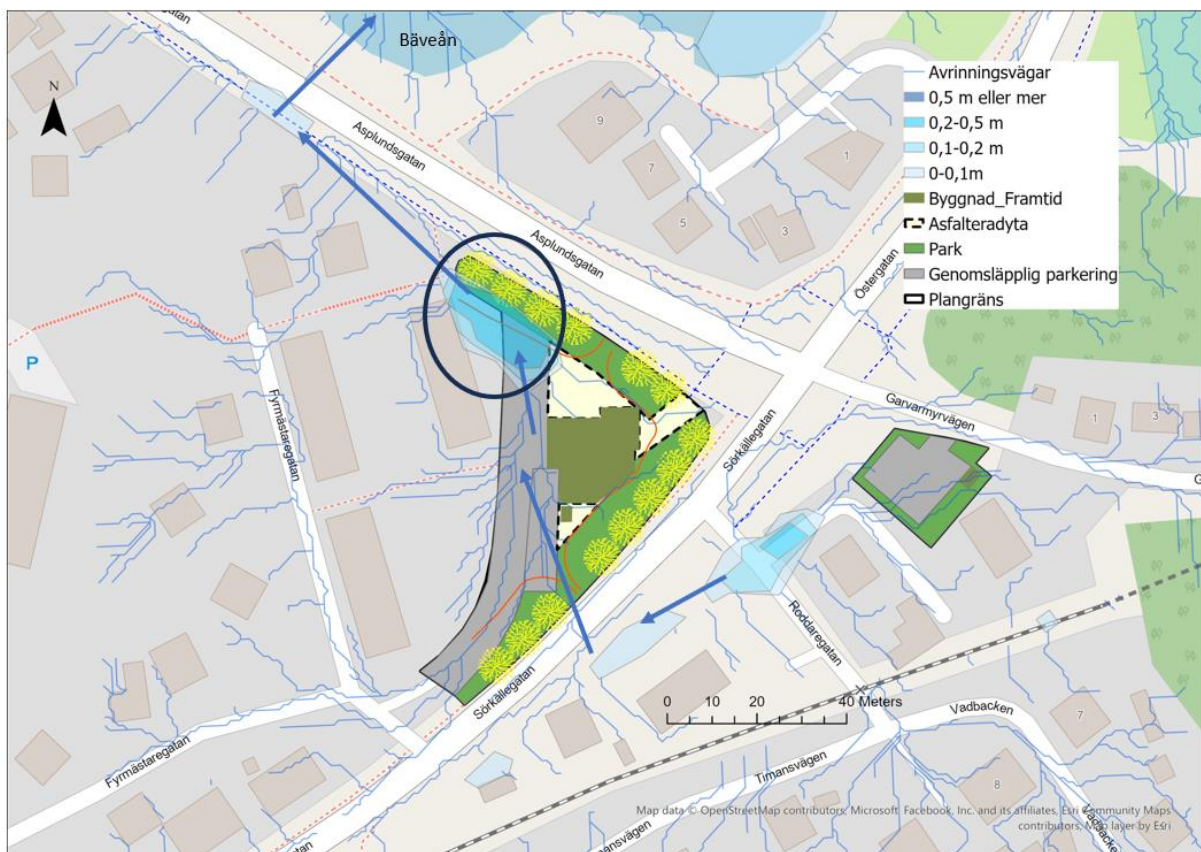 Asplundsgatan
Bäveån
N
Asplundsgatan
Asplundsgatan
9
7
5
3
1
Östergatan
Avrinningsvägar
0,5 m eller mer
0,2-0,5 m
0,1-0,2 m
0-0,1m
Byggnad_Framtid
Asfalteradyta
Park
Genomsläpplig parkering
Plangräns
P
Fyrmästaregatan
Sörkällegatan
Garvarmyrvägen
1
3
G
Roddaregatan
Sörkällegatan
0 10 20 40 Meters
Fyrmästaregatan
Vadbacken
7
Timansvägen
8
Vadbacken
Map data © OpenStreetMap contributors, Microsoft, Facebook, Inc. and its affiliates, Esri Community Maps
contributors, Map layer by Esri